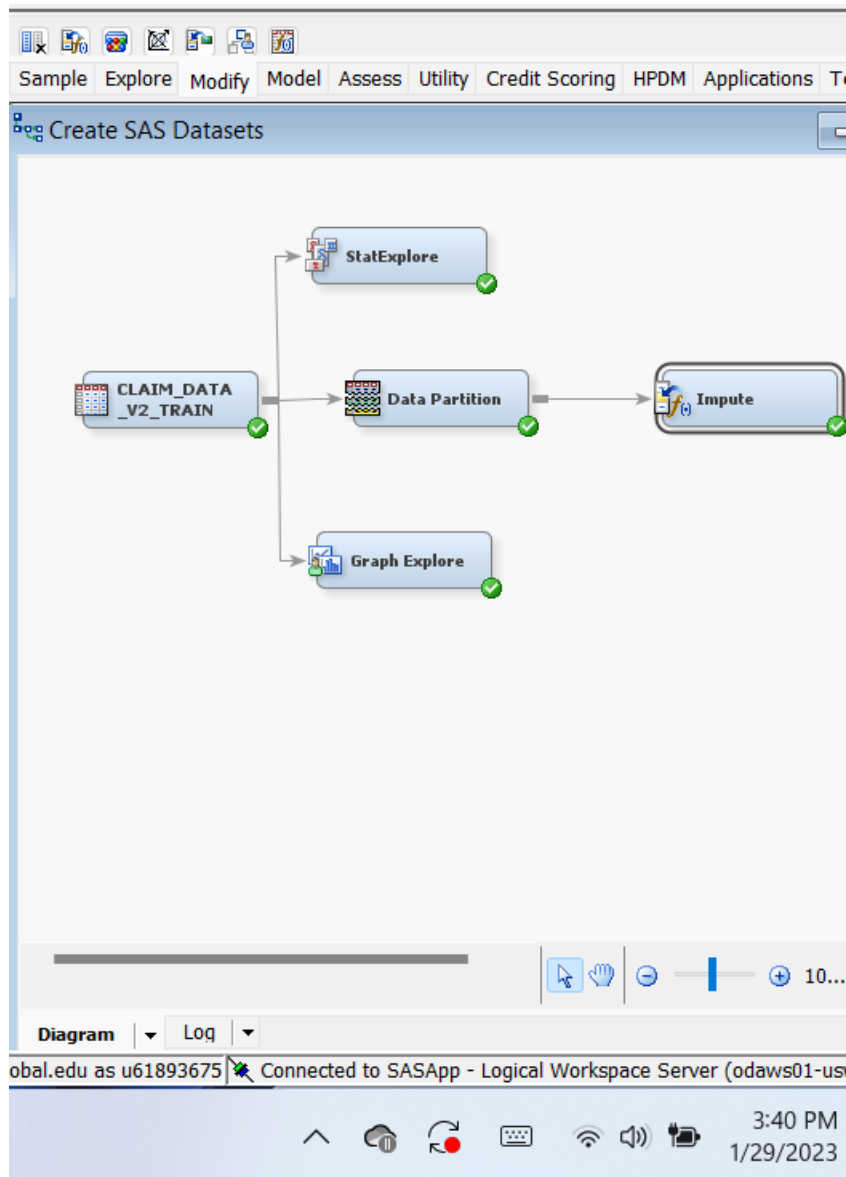 Sample Explore Modify Model Assess Utility Credit Scoring HPDM Applications
Create SAS Datasets
StatExplore
CLAIM_DATA
_V2_TRAIN
Data Partition
Impute
Graph Explore
10...
Diagram Log
obal.edu as u61893675 Connected to SASApp - Logical Workspace Server (odaws01-us
3:40 PM
1/29/2023